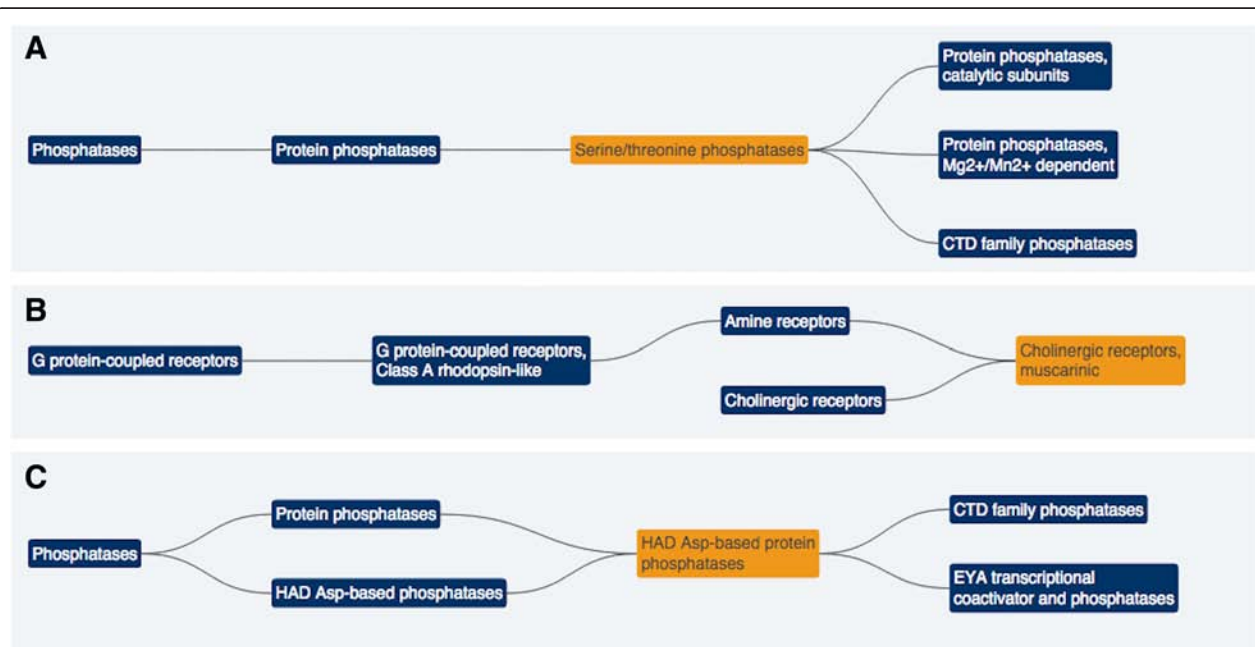 A
Phosphatases
Protein phosphatases
Serine/threonine phosphatases
Protein phosphatases,
catalytic subunits
Protein phosphatases,
Mg2+/Mn2+ dependent
CTD family phosphatases
B
G protein-coupled receptors
G protein-coupled receptors,
Class A rhodopsin-like
Amine receptors
Cholinergic receptors
Cholinergic receptors,
muscarinic
C
Phosphatases
Protein phosphatases
HAD Asp-based phosphatases
HAD Asp-based protein
phosphatases
CTD family phosphatases
EYA transcriptional
coactivator and phosphatases